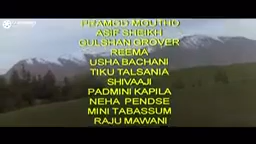 PRAMOD MOUTHO
ASIF SHEIKH
GULSHAN GROVER
REEMA
USHA BACHANI
TIKU TALSANIA
SHIVAAJI
PADMINI KAPILA
NEHA PENDSE
MINI TABASSUM
RAJU MAWANI